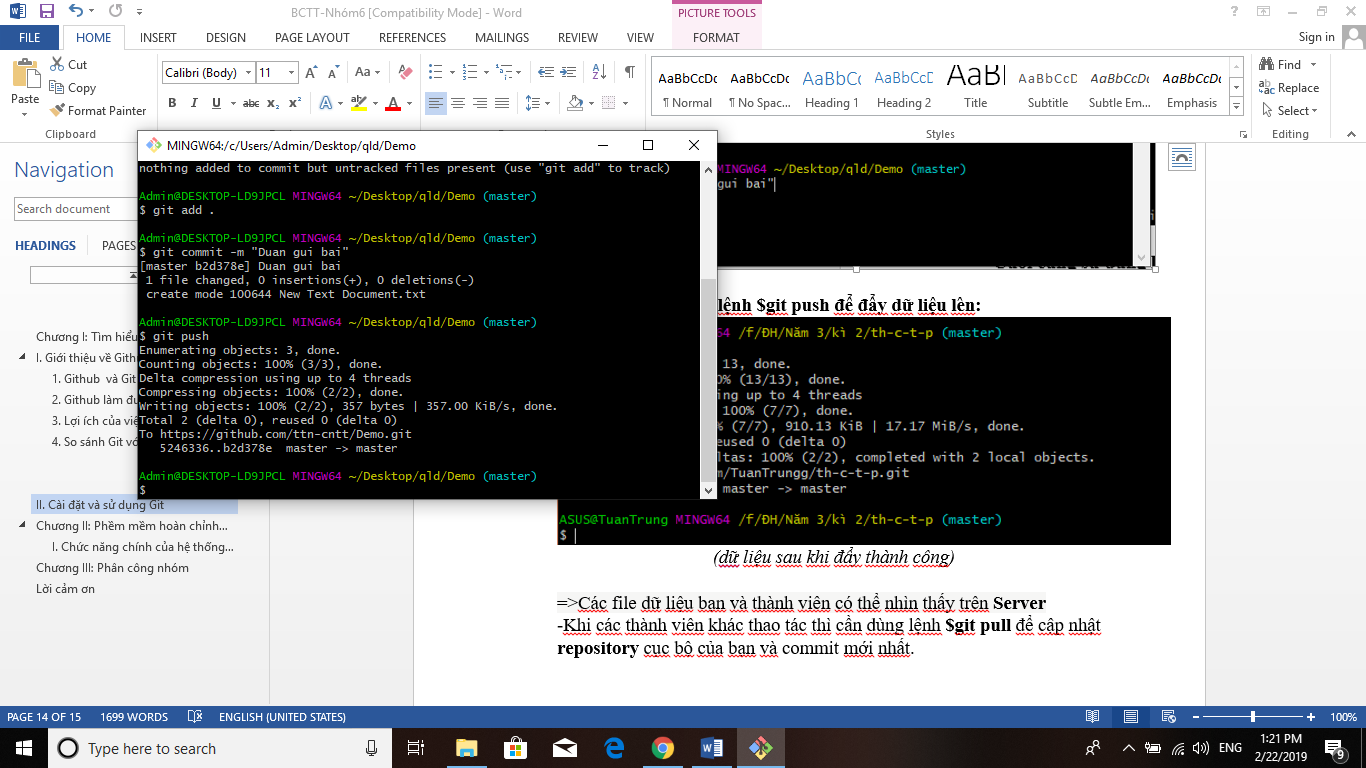 BCTT-Nhóm6 [Compatibility Mode] - Word
PICTURE TOOLS
FILE HOME INSERT DESIGN PAGE LAYOUT REFERENCES MAILINGS REVIEW VIEW FORMAT
Sign in
Paste
Cut
Copy
Format Painter
Clipboard
Calibri (Body) 11
AaBbCcDc AaBbCcDc AaBbCc AaBbCcD AaB AaBbCcD AaBbCcDc AaBbCcDc
¶ Normal ¶ No Spac... Heading 1 Heading 2 Title Subtitle Subtle Em... Emphasis
Styles
Find
Replace
Select
Editing
Navigation
Search document
HEADINGS PAGES
Chương I: Tìm hiểu
I. Giới thiệu về Github
1. Github và Git
2. Github làm đu
3. Lợi ích của việ
4. So sánh Git vó
II. Cài đặt và sử dụng Git
Chương II: Phềm mềm hoàn chỉnh...
I. Chức năng chính của hệ thống...
Chương III: Phân công nhóm
Lời cảm ơn
MINGW64:/c/Users/Admin/Desktop/qld/Demo
nothing added to commit but untracked files present (use "git add" to track)
Admin@DESKTOP-LD9JPCL MINGW64 ~/Desktop/qld/Demo (master)
$ git add .
Admin@DESKTOP-LD9JPCL MINGW64 ~/Desktop/qld/Demo (master)
$ git commit -m "Duan gui bai"
[master b2d378e] Duan gui bai
1 file changed, 0 insertions(+), 0 deletions(-)
create mode 100644 New Text Document.txt
Admin@DESKTOP-LD9JPCL MINGW64 ~/Desktop/qld/Demo (master)
$ git push
Enumerating objects: 3, done.
Counting objects: 100% (3/3), done.
Delta compression using up to 4 threads
Compressing objects: 100% (2/2), done.
Writing objects: 100% (2/2), 357 bytes | 357.00 KiB/s, done.
Total 2 (delta 0), reused 0 (delta 0)
To https://github.com/ttn-cntt/Demo.git
5246336..b2d378e master -> master
Admin@DESKTOP-LD9JPCL MINGW64 ~/Desktop/qld/Demo (master)
$
MINGW64 ~/Desktop/qld/Demo (master)
gui bai"
lệnh $git push để đẩy dữ liệu lên:
64 /f/ĐH/Năm 3/kì 2/th-c-t-p (master)
13, done.
0% (13/13), done.
ing up to 4 threads
100% (7/7), done.
% (7/7), 910.13 KiB | 17.17 MiB/s, done.
eused 0 (delta 0)
ltas: 100% (2/2), completed with 2 local objects.
m/TuanTrungg/th-c-t-p.git
master -> master
ASUS@TuanTrung MINGW64 /f/ĐH/Năm 3/kì 2/th-c-t-p (master)
$
(dữ liệu sau khi đẩy thành công)
=>Các file dữ liệu bạn và thành viên có thể nhìn thấy trên Server
-Khi các thành viên khác thao tác thì cần dùng lệnh $git pull để cập nhật
repository cục bộ của bạn và commit mới nhất.
PAGE 14 OF 15 1699 WORDS ENGLISH (UNITED STATES) 100%
Type here to search
ENG
1:21 PM
2/22/2019
9